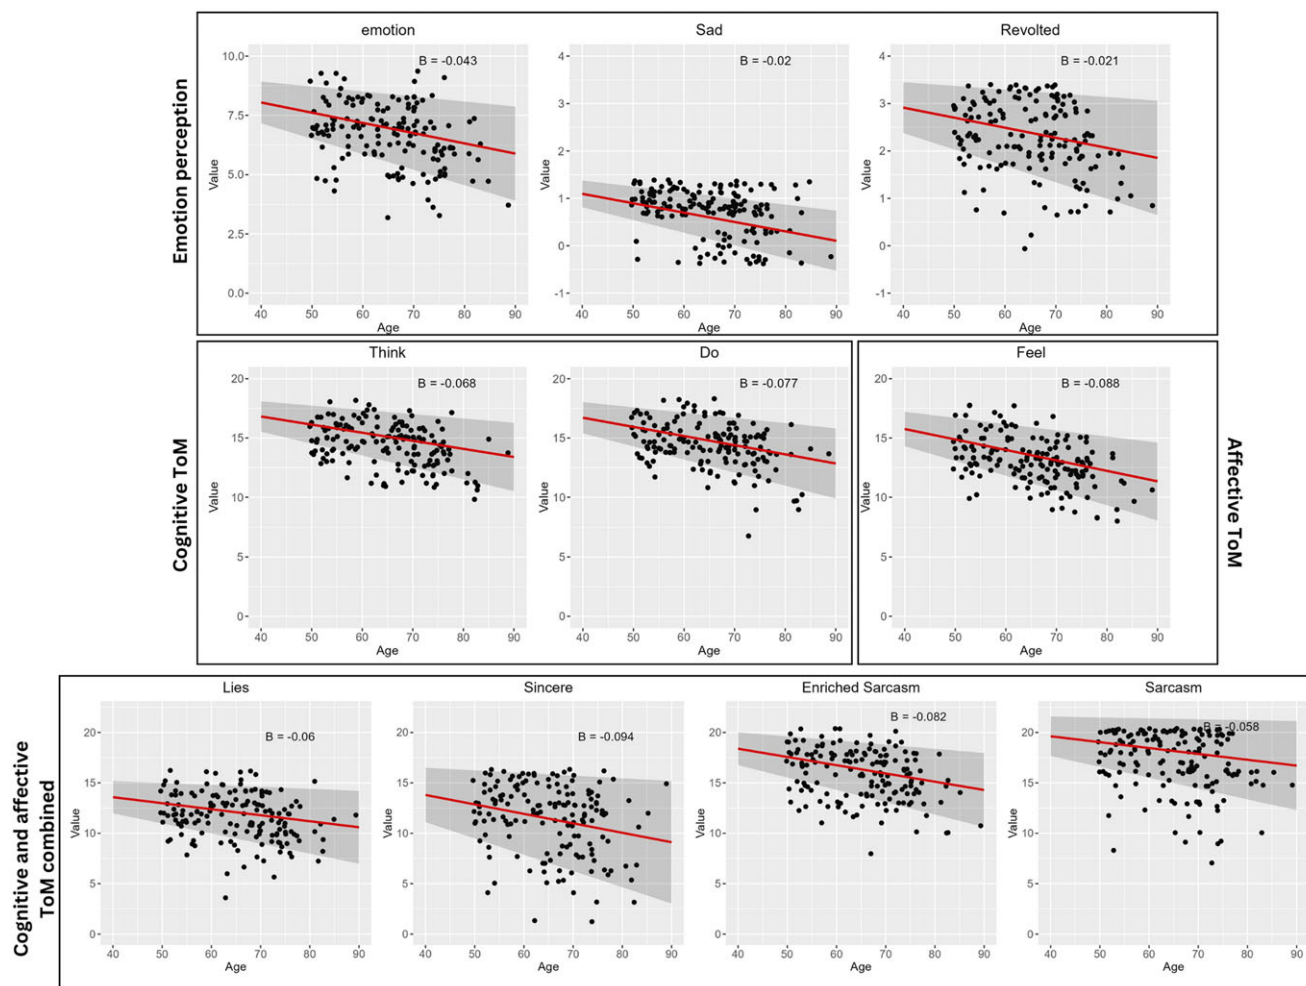 emotion
Sad
Revolted
Emotion perception
B = -0.043
B = -0.02
B = -0.021
Value
10.0
7.5
5.0
2.5
0.0
40 50 60 70 80 90
Age
Value
4
3
2
1
0
-1
40 50 60 70 80 90
Age
Value
4
3
2
1
0
-1
40 50 60 70 80 90
Age
Think
Do
Feel
Cognitive ToM
Affective ToM
B = -0.068
B = -0.077
B = -0.088
Value
20
15
10
5
0
40 50 60 70 80 90
Age
Value
20
15
10
5
0
40 50 60 70 80 90
Age
Value
20
15
10
5
0
40 50 60 70 80 90
Age
Lies
Sincere
Enriched Sarcasm
Sarcasm
Cognitive and affective
ToM combined
B = -0.06
B = -0.094
B = -0.082
B = -0.058
Value
20
15
10
5
0
40 50 60 70 80 90
Age
Value
20
15
10
5
0
40 50 60 70 80 90
Age
Value
20
15
10
5
0
40 50 60 70 80 90
Age
Value
20
15
10
5
0
40 50 60 70 80 90
Age